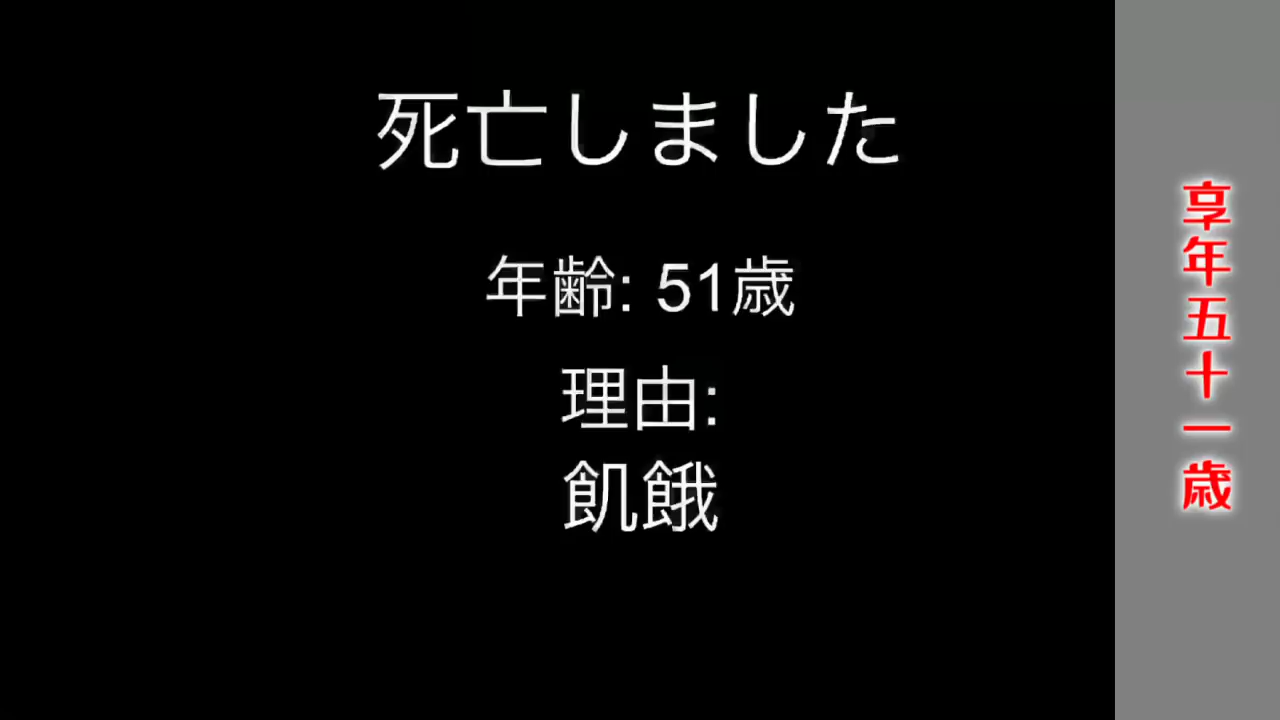 死亡しました
年齢: 51歳
理由:
飢餓
享年五十一歳